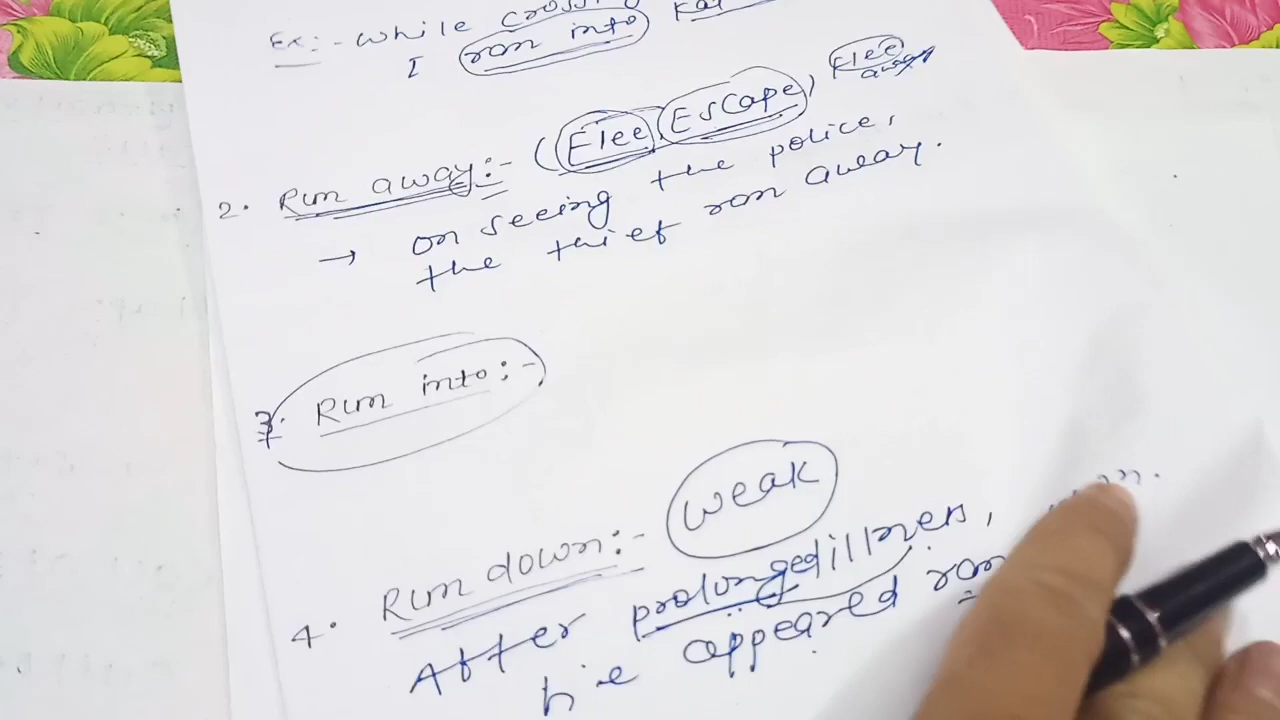 Ex:- While
I ran into
2. Run away:- (Flee, Escape), Flee away
→ On seeing the police,
the thief ran away.
3. Run into:-
4. Run down:- weak
After prolonged illness,
he appeared ran